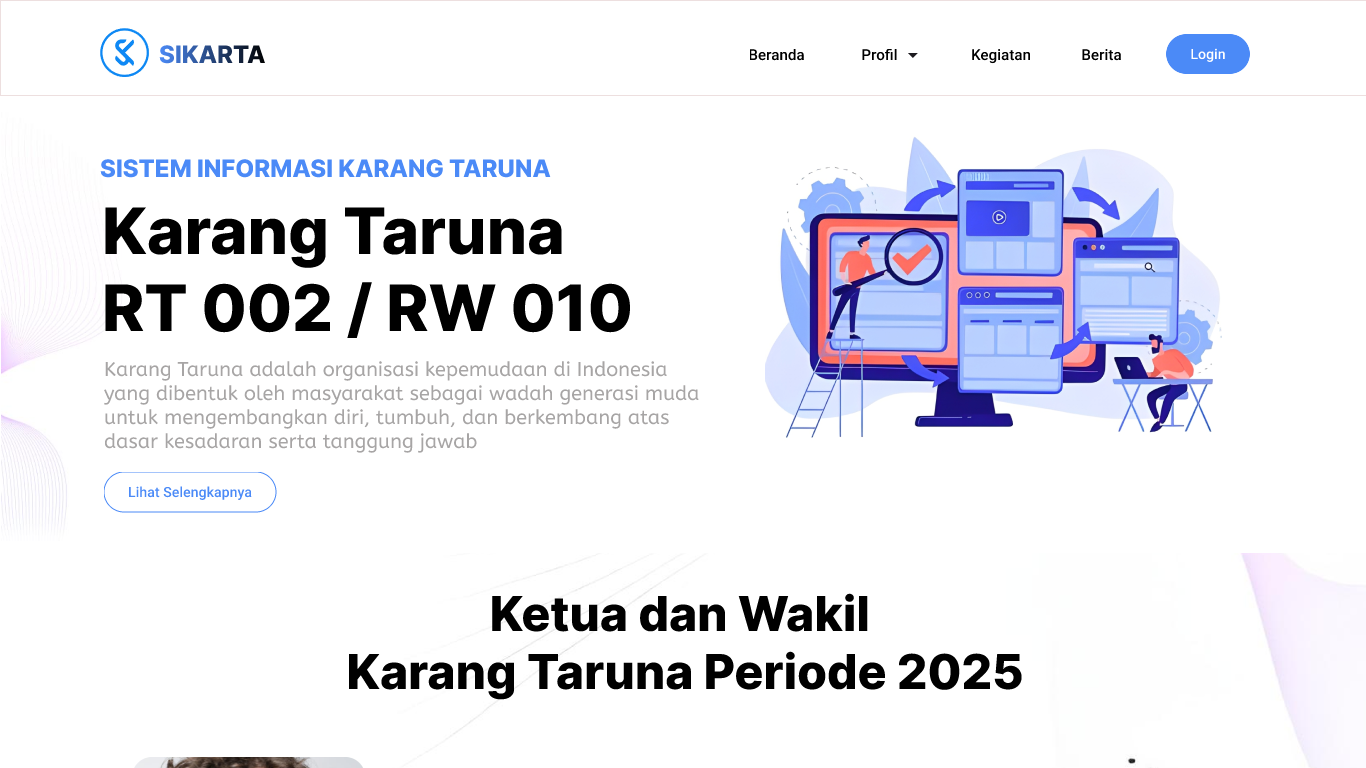 SIKARTA
Beranda
Profil
Kegiatan
Berita
Login
SISTEM INFORMASI KARANG TARUNA
Karang Taruna
RT 002 / RW 010
Karang Taruna adalah organisasi kepemudaan di Indonesia
yang dibentuk oleh masyarakat sebagai wadah generasi muda
untuk mengembangkan diri, tumbuh, dan berkembang atas
dasar kesadaran serta tanggung jawab
Lihat Selengkapnya
Ketua dan Wakil
Karang Taruna Periode 2025